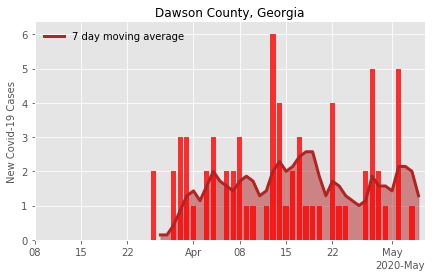 Dawson County, Georgia
7 day moving average
New Covid-19 Cases
6
5
4
3
2
1
0
08 15 22 Apr 08 15 22 May
2020-May